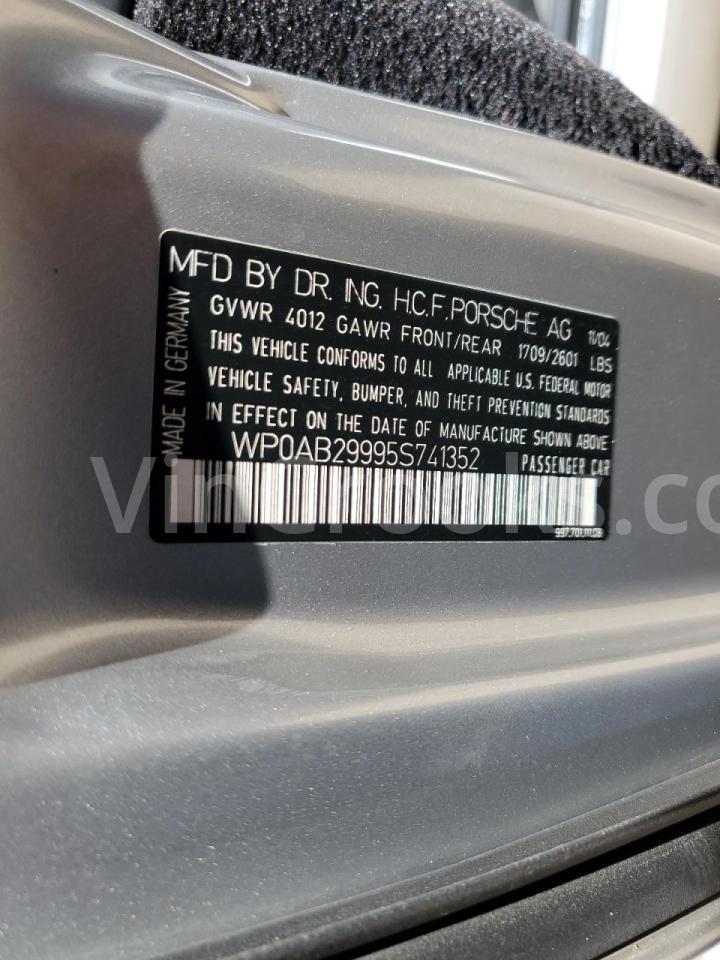 MFD BY DR. ING. H.C.F. PORSCHE AG 11/04
GVWR 4012 GAWR FRONT/REAR 1709/2601 LBS
THIS VEHICLE CONFORMS TO ALL APPLICABLE U.S. FEDERAL MOTOR
VEHICLE SAFETY, BUMPER, AND THEFT PREVENTION STANDARDS
IN EFFECT ON THE DATE OF MANUFACTURE SHOWN ABOVE
WP0AB29995S741352 PASSENGER CAR
MADE IN GERMANY